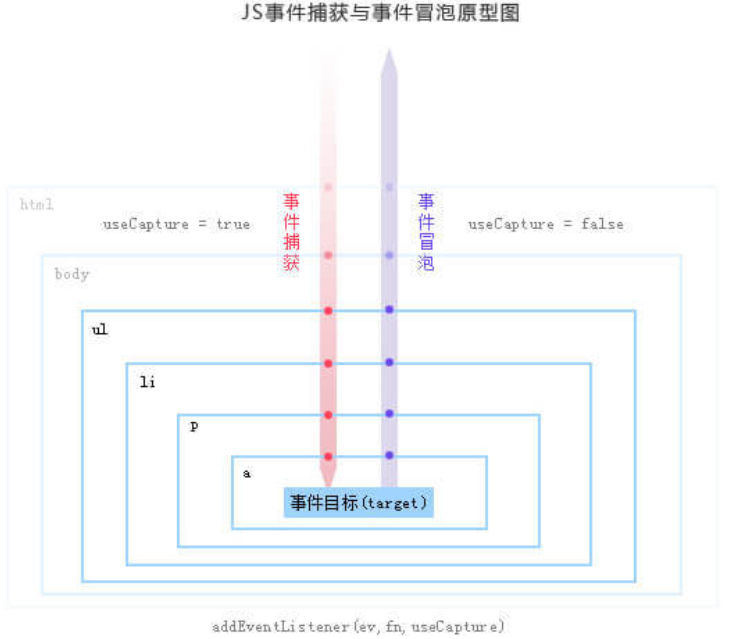 JS事件捕获与事件冒泡原型图
html
useCapture = true
事件捕获
事件冒泡
useCapture = false
body
ul
li
p
a
事件目标(target)
addEventListener(ev,fn,useCapture)